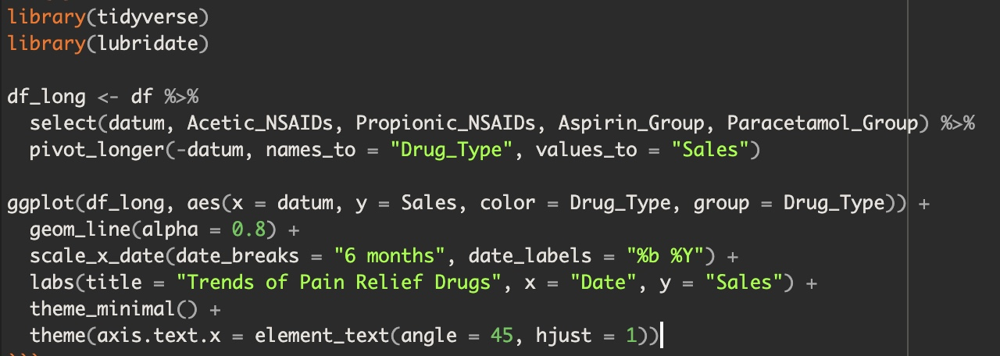 library(tidyverse)
library(lubridate)

df_long <- df %>%
  select(datum, Acetic_NSAIDs, Propionic_NSAIDs, Aspirin_Group, Paracetamol_Group) %>%
  pivot_longer(-datum, names_to = "Drug_Type", values_to = "Sales")

ggplot(df_long, aes(x = datum, y = Sales, color = Drug_Type, group = Drug_Type)) +
  geom_line(alpha = 0.8) +
  scale_x_date(date_breaks = "6 months", date_labels = "%b %Y") +
  labs(title = "Trends of Pain Relief Drugs", x = "Date", y = "Sales") +
  theme_minimal() +
  theme(axis.text.x = element_text(angle = 45, hjust = 1))
```